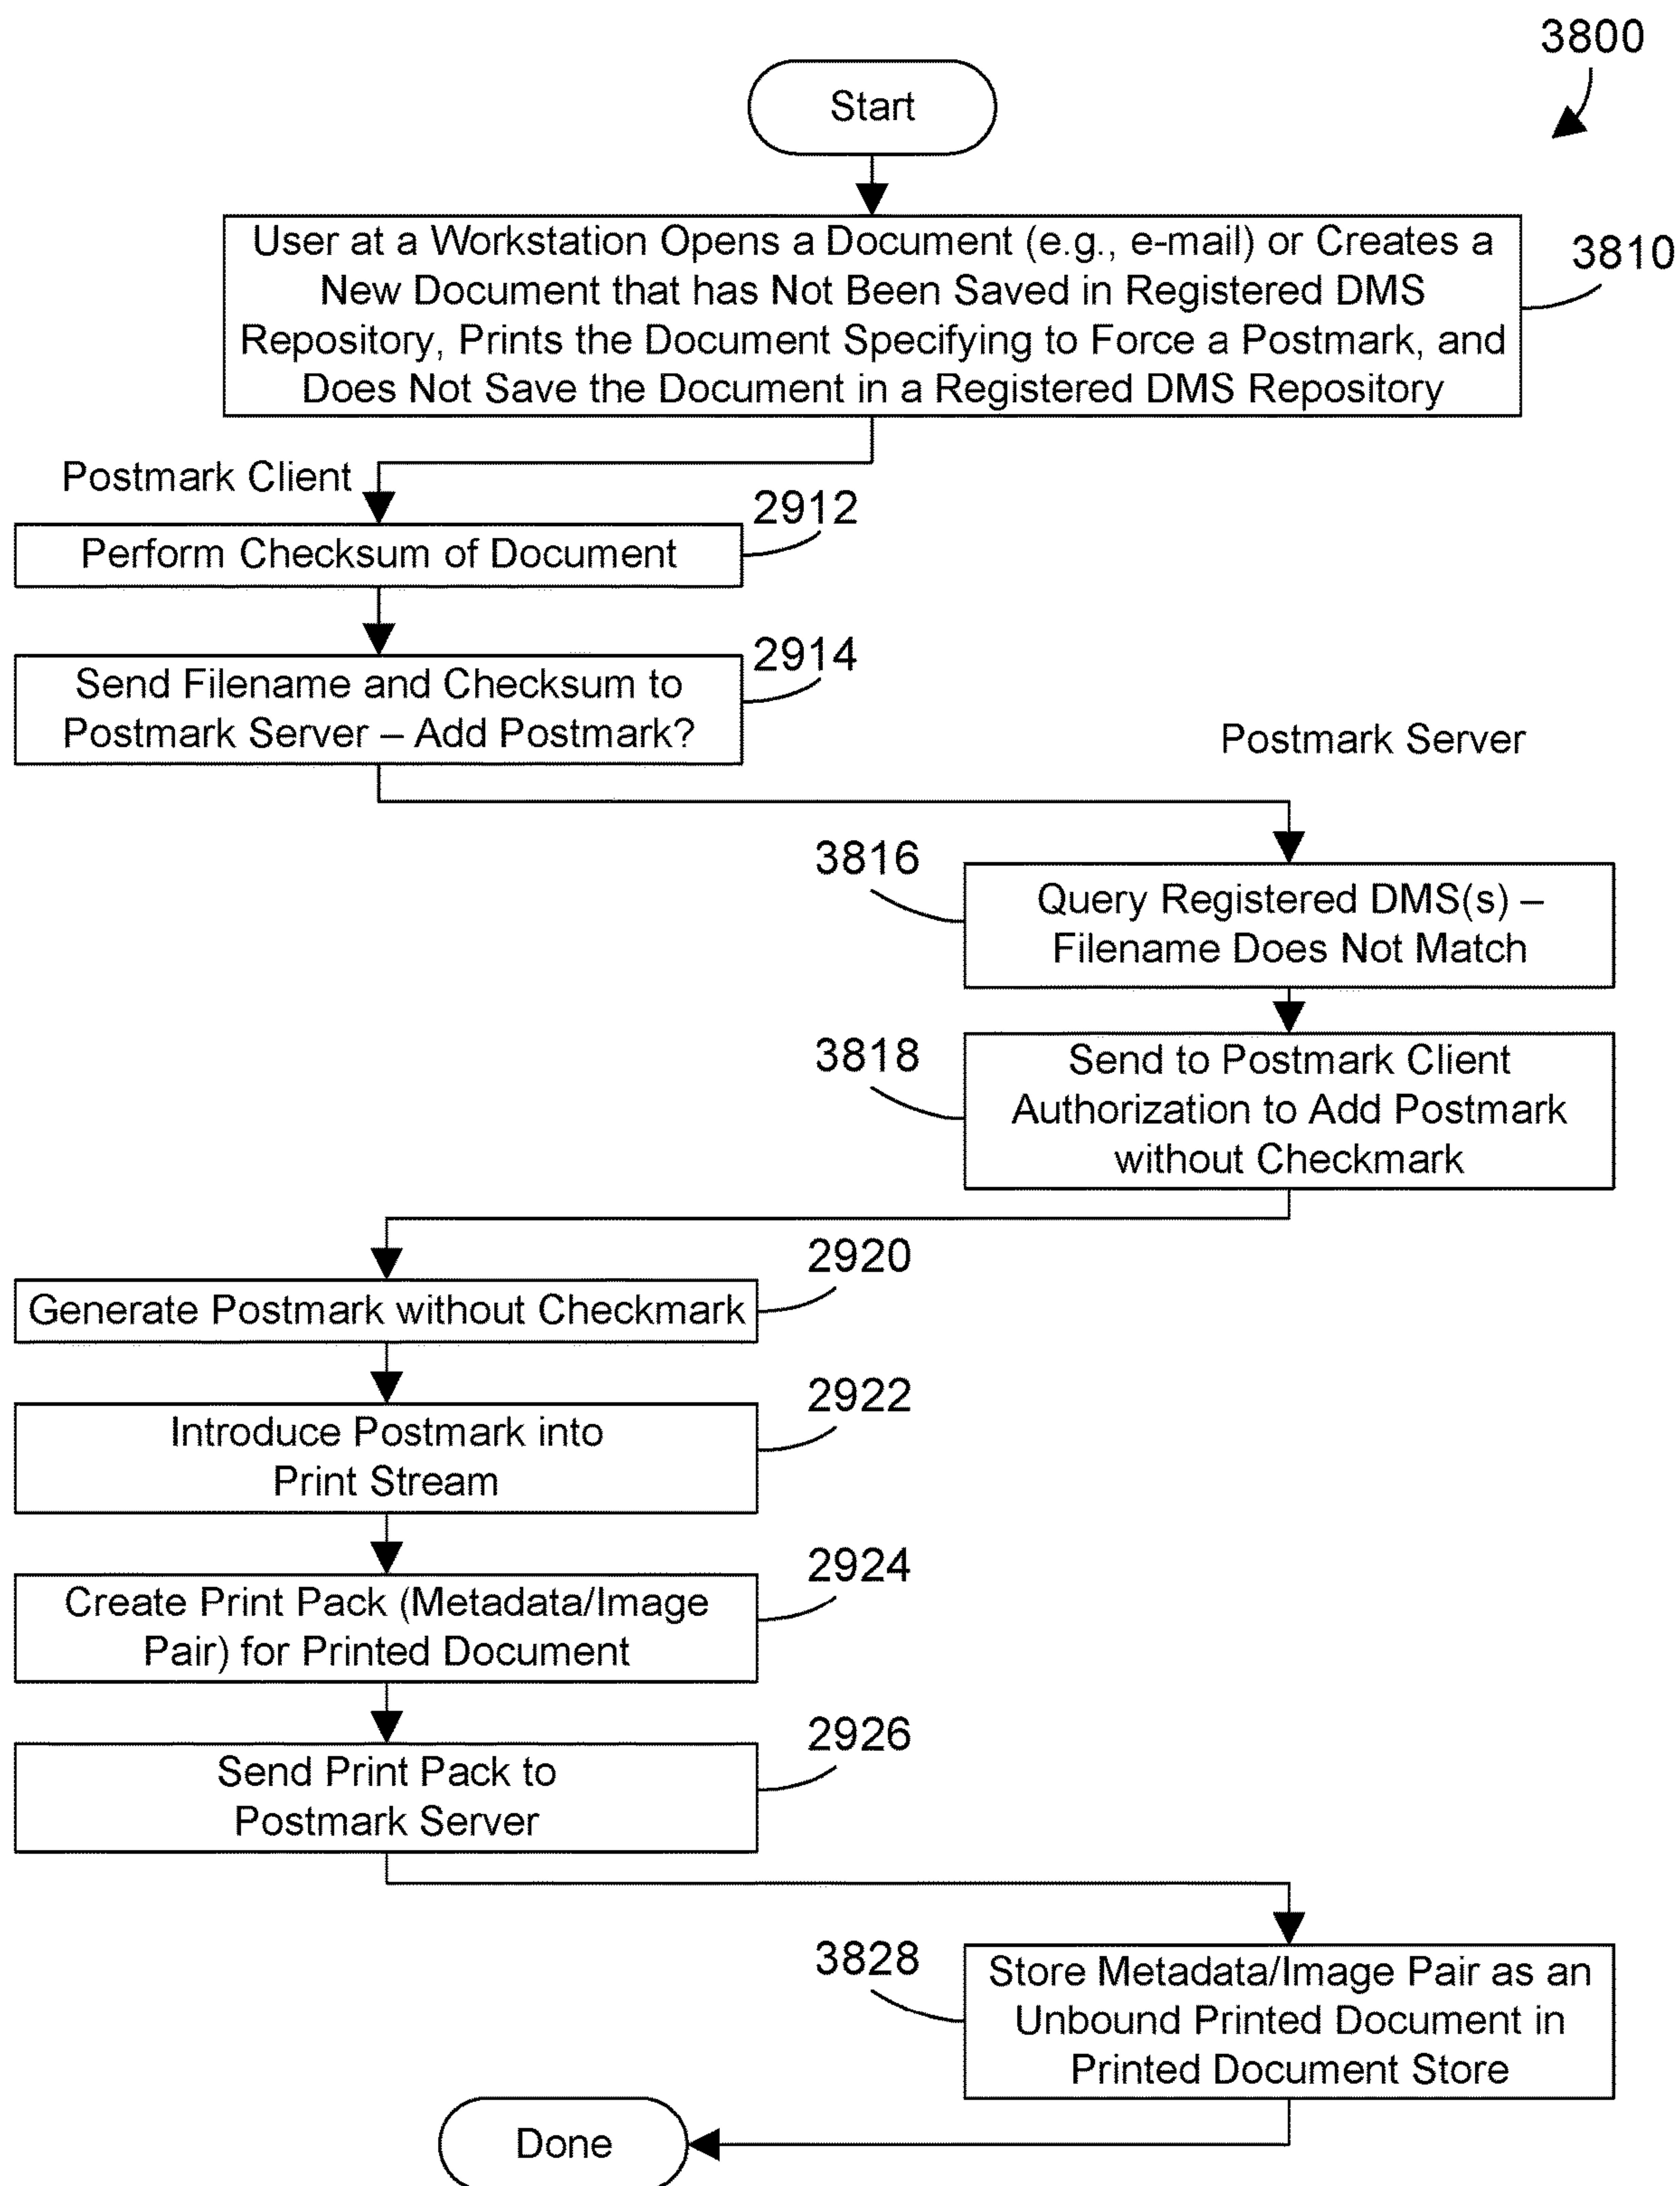 3800
Start
User at a Workstation Opens a Document (e.g., e-mail) or Creates a
New Document that has Not Been Saved in Registered DMS
Repository, Prints the Document Specifying to Force a Postmark, and
Does Not Save the Document in a Registered DMS Repository
3810
Postmark Client
2912
Perform Checksum of Document
2914
Send Filename and Checksum to
Postmark Server – Add Postmark?
Postmark Server
3816
Query Registered DMS(s) –
Filename Does Not Match
3818
Send to Postmark Client
Authorization to Add Postmark
without Checkmark
2920
Generate Postmark without Checkmark
2922
Introduce Postmark into
Print Stream
2924
Create Print Pack (Metadata/Image
Pair) for Printed Document
2926
Send Print Pack to
Postmark Server
3828
Store Metadata/Image Pair as an
Unbound Printed Document in
Printed Document Store
Done